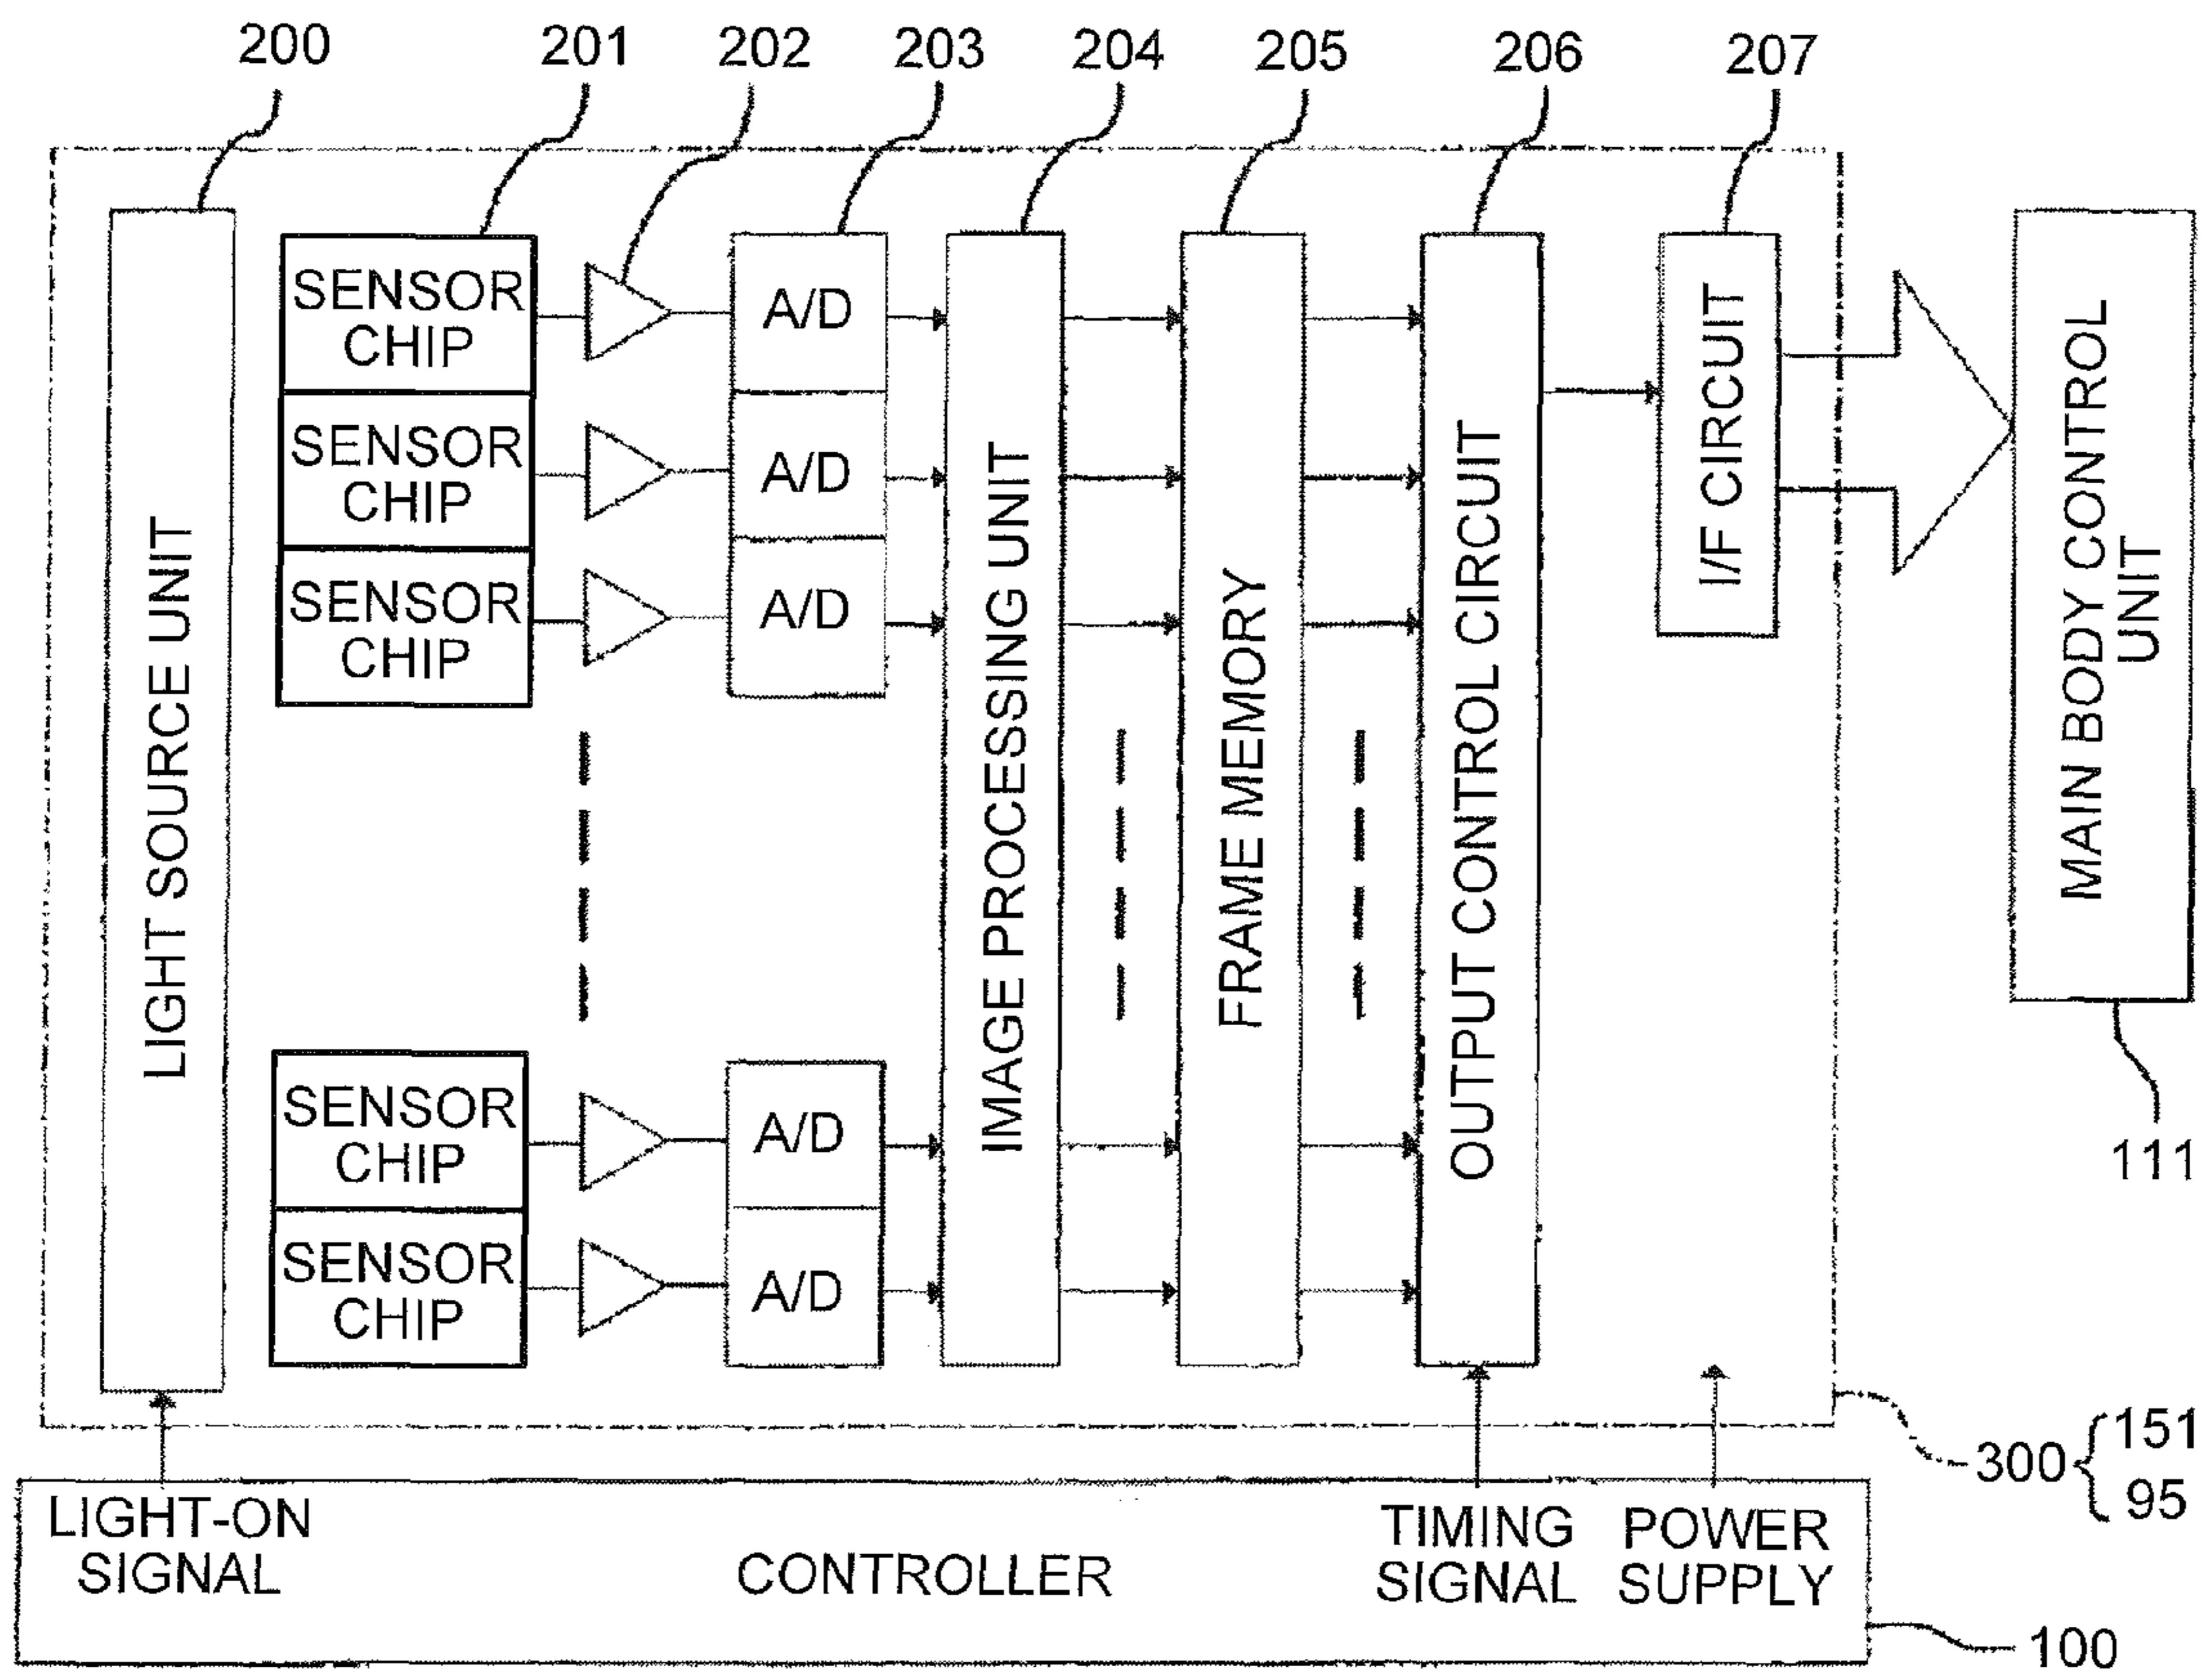 200
201
202
203
204
205
206
207
LIGHT SOURCE UNIT
SENSOR
CHIP
SENSOR
CHIP
SENSOR
CHIP
SENSOR
CHIP
SENSOR
CHIP
A/D
A/D
A/D
A/D
A/D
IMAGE PROCESSING UNIT
FRAME MEMORY
OUTPUT CONTROL CIRCUIT
I/F CIRCUIT
MAIN BODY CONTROL
UNIT
111
300
151
95
LIGHT-ON
SIGNAL
CONTROLLER
TIMING
SIGNAL
POWER
SUPPLY
100